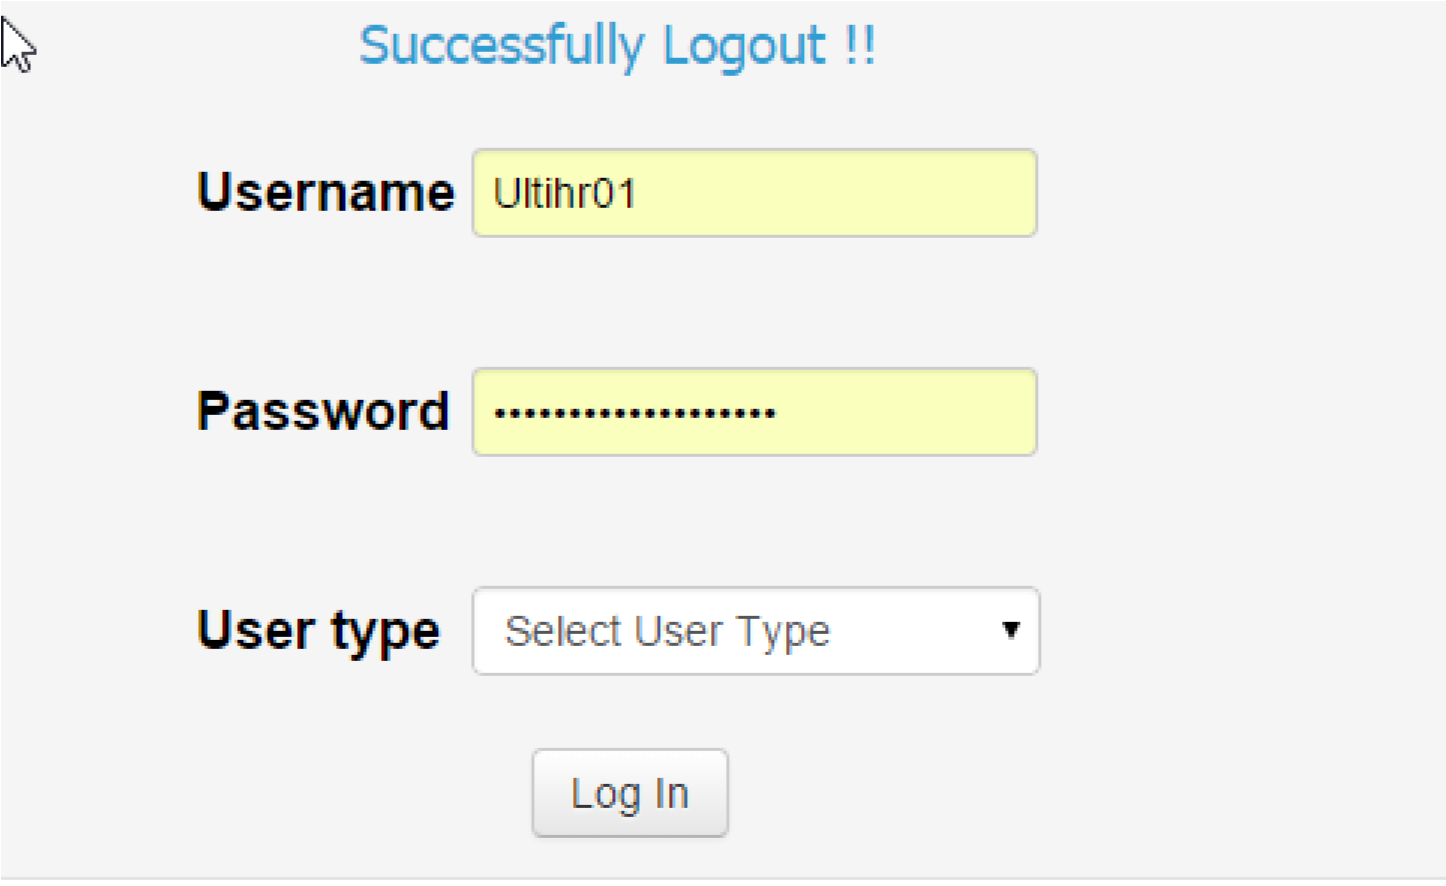 Successfully Logout !!
Username Ultihr01
Password •••••••••••••••••••
User type Select User Type
Log In